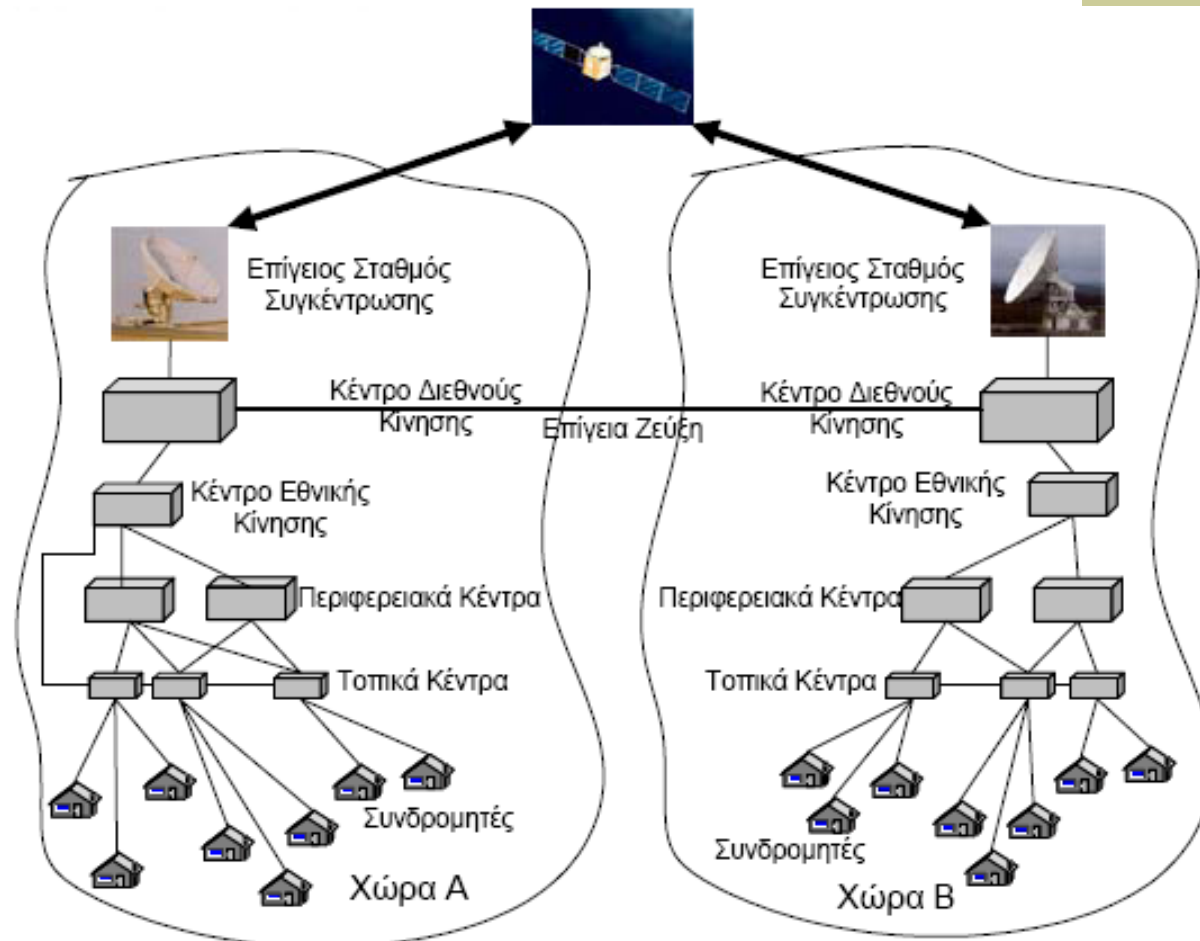 Επίγειος Σταθμός
Συγκέντρωσης
Επίγειος Σταθμός
Συγκέντρωσης
Κέντρο Διεθνούς
Κίνησης
Κέντρο Διεθνούς
Κίνησης
Επίγεια Ζεύξη
Κέντρο Εθνικής
Κίνησης
Κέντρο Εθνικής
Κίνησης
Περιφερειακά Κέντρα
Περιφερειακά Κέντρα
Τοπικά Κέντρα
Τοπικά Κέντρα
Συνδρομητές
Συνδρομητές
Χώρα Α
Χώρα Β